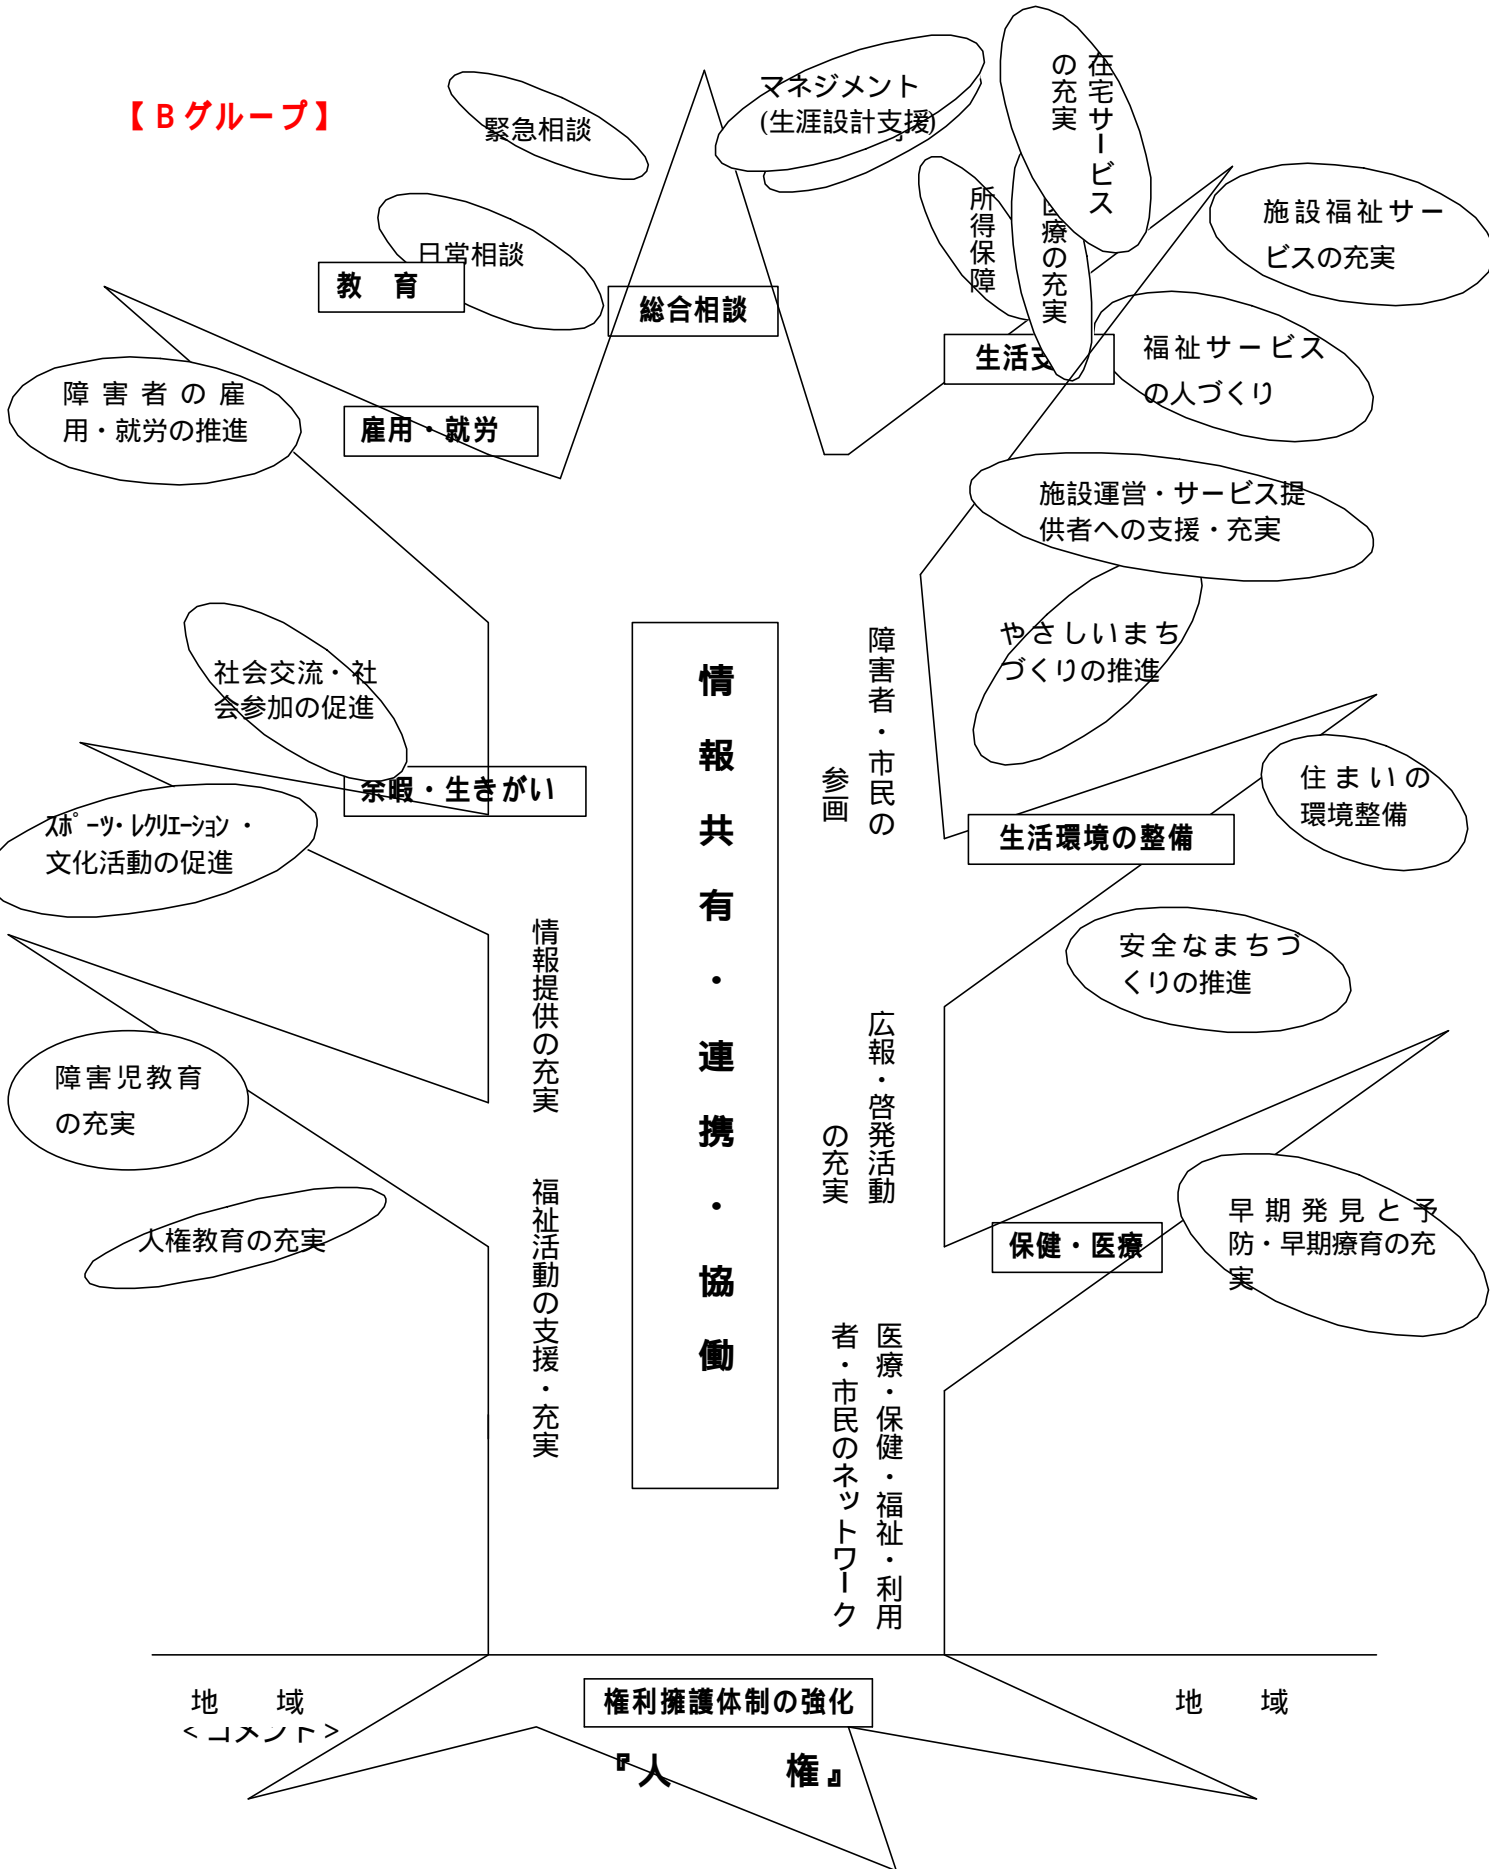 【Bグループ】
緊急相談
マネジメント
(生涯設計支援)
在宅サービス
の充実
日常相談
教　育
総合相談
所得保障
医療の充実
生活支
施設福祉サー
ビスの充実
福祉サービス
の人づくり
障害者の雇
用・就労の推進
雇用・就労
施設運営・サービス提
供者への支援・充実
やさしいまち
づくりの推進
社会交流・社
会参加の促進
余暇・生きがい
スポーツ・レクリエーション・
文化活動の促進
情報共有・連携・協働
障害者・市民の
参画
住まいの
環境整備
生活環境の整備
安全なまちづ
くりの推進
情報提供の充実
広報・啓発活動
の充実
障害児教育
の充実
人権教育の充実
福祉活動の支援・充実
保健・医療
早期発見と予
防・早期療育の充
実
医療・保健・福祉・利用
者・市民のネットワーク
地　域
権利擁護体制の強化
地　域
<コメント>
『人　権』